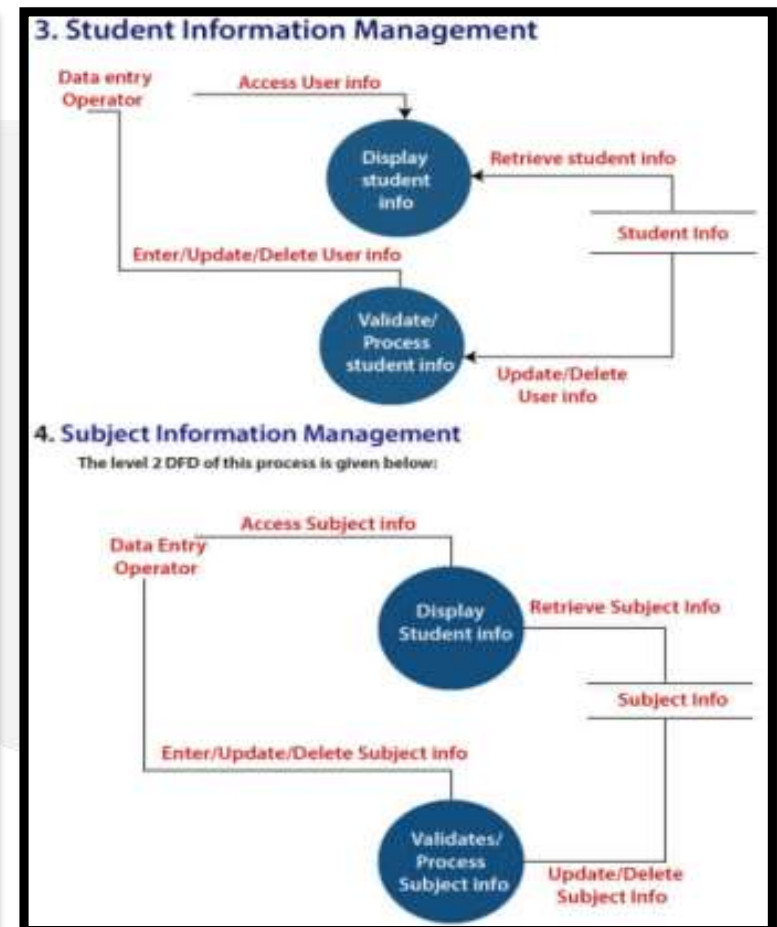 3. Student Information Management
Data entry
Operator
Access User info
Display
student
info
Retrieve student info
Student Info
Enter/Update/Delete User info
Validate/
Process
student info
Update/Delete
User info
4. Subject Information Management
The level 2 DFD of this process is given below:
Access Subject info
Data Entry
Operator
Display
Student info
Retrieve Subject Info
Subject Info
Enter/Update/Delete Subject info
Validates/
Process
Subject info
Update/Delete
Subject Info